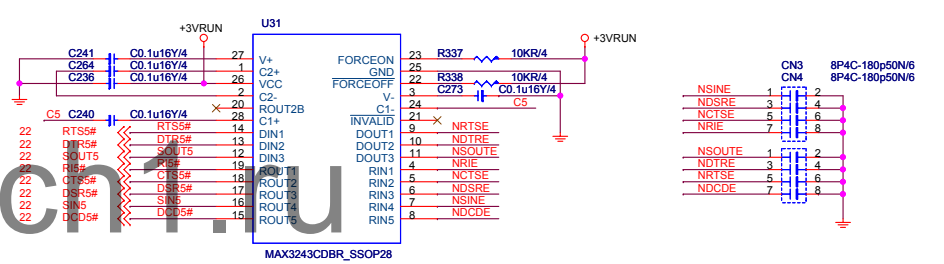 U31
+3VRUN
+3VRUN
C241 C0.1u16Y/4 27 V+ FORCEON 23 R337 10KR/4
C264 C0.1u16Y/4 1 C2+ GND 25
C236 C0.1u16Y/4 26 VCC FORCEOFF 22 R338 10KR/4
2 C2- V- 3 C273 C0.1u16Y/4
20 ROUT2B C1- 24 C5
C5 C240 C0.1u16Y/4 28 C1+ INVALID 21
22 RTS5# RTS5# 14 DIN1 DOUT1 9 NRTSE
22 DTR5# DTR5# 13 DIN2 DOUT2 10 NDTRE
22 SOUT5 SOUT5 12 DIN3 DOUT3 11 NSOUTE
22 RI5# RI5# 19 ROUT1 RIN1 4 NRIE
22 CTS5# CTS5# 18 ROUT2 RIN2 5 NCTSE
22 DSR5# DSR5# 17 ROUT3 RIN3 6 NDSRE
22 SIN5 SIN5 16 ROUT4 RIN4 7 NSINE
22 DCD5# DCD5# 15 ROUT5 RIN5 8 NDCDE
MAX3243CDBR_SSOP28
CN3 8P4C-180p50N/6
CN4 8P4C-180p50N/6
NSINE 1 2
NDSRE 3 4
NCTSE 5 6
NRIE 7 8
NSOUTE 1 2
NDTRE 3 4
NRTSE 5 6
NDCDE 7 8
ch1.ru